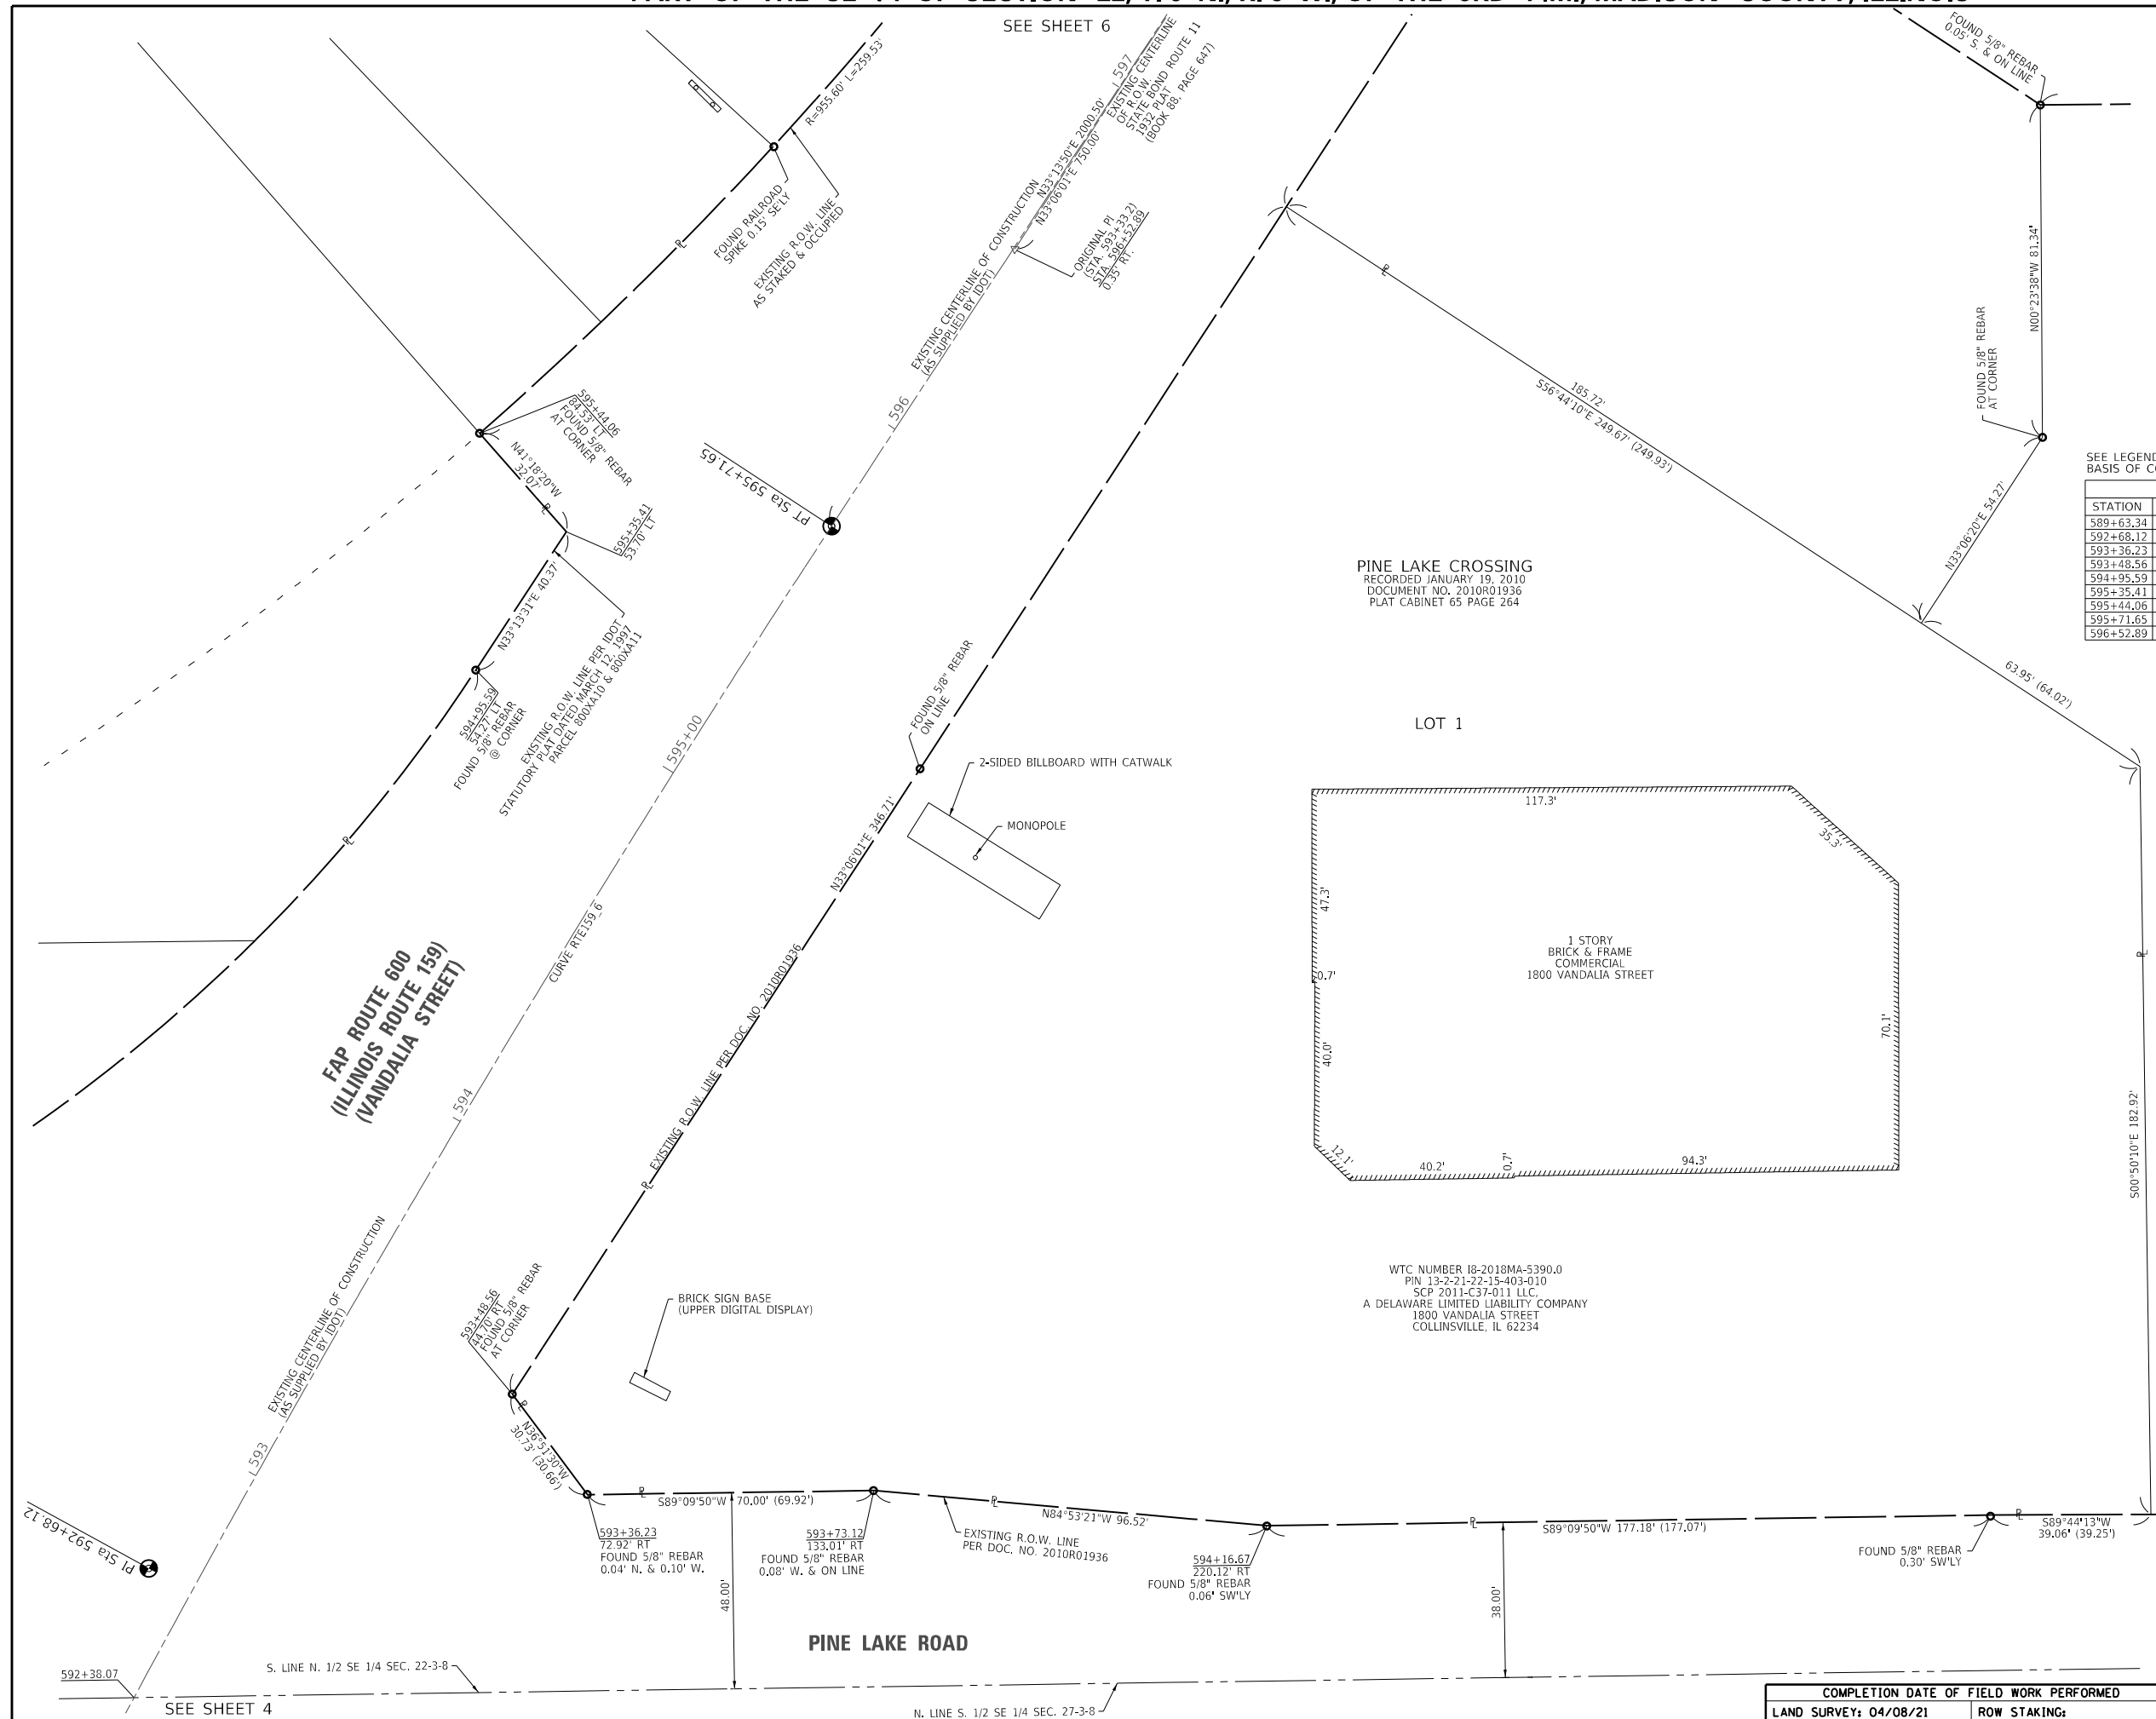 SEE SHEET 6
FOUND 5/8" REBAR
0.05' S. & ON LINE
R=955.60' L=259.53'
597
EXISTING CENTERLINE
OF R.O.W.
STATE BOND ROUTE 11
1932 PLAT
(BOOK 88, PAGE 647)
N33°13'50"E 2000.50'
N33°06'01"E 750.00'
FOUND RAILROAD
SPIKE 0.15' SE'LY
EXISTING R.O.W. LINE
AS STAKED & OCCUPIED
EXISTING CENTERLINE OF CONSTRUCTION
(AS SUPPLIED BY IDOT)
ORIGINAL PI
(STA. 593+33.2)
STA. 596+52.89
0.35' RT.
N00°23'38"W 81.34'
FOUND 5/8" REBAR
AT CORNER
185.72'
S56°44'10"E 249.67' (249.93')
596
595+44.06
84.53' LT
FOUND 5/8" REBAR
AT CORNER
N41°18'20"W
32.07'
PT Sta 595+71.65
595+35.41
53.70' LT
SEE LEGEND
STATION
589+63.34
592+68.12
593+36.23
593+48.56
594+95.59
595+35.41
595+44.06
595+71.65
596+52.89
N33°06'20"E 54.27'
PINE LAKE CROSSING
RECORDED JANUARY 19, 2010
DOCUMENT NO. 2010R01936
PLAT CABINET 65 PAGE 264
N33°13'31"E 40.37'
EXISTING R.O.W. LINE PER IDOT
STATUTORY PLAT DATED MARCH 12, 1997
PARCEL 800XA10 & 800XA11
594+95.59
54.27' LT
FOUND 5/8" REBAR
@ CORNER
63.95' (64.02')
595+00
FOUND 5/8" REBAR
ON LINE
LOT 1
2-SIDED BILLBOARD WITH CATWALK
MONOPOLE
N33°06'01"E 346.71'
117.3'
35.3'
47.3'
0.7'
40.0'
12.1'
40.2'
0.7'
94.3'
70.1'
1 STORY
BRICK & FRAME
COMMERCIAL
1800 VANDALIA STREET
CURVE RTE159_6
FAP ROUTE 600
(ILLINOIS ROUTE 159)
(VANDALIA STREET)
594
EXISTING R.O.W. LINE PER DOC. NO. 2010R01936
S00°50'10"E 182.92'
EXISTING CENTERLINE OF CONSTRUCTION
(AS SUPPLIED BY IDOT)
593+48.56
44.70' RT
FOUND 5/8" REBAR
AT CORNER
BRICK SIGN BASE
(UPPER DIGITAL DISPLAY)
WTC NUMBER I8-2018MA-5390.0
PIN 13-2-21-22-15-403-010
SCP 2011-C37-011 LLC,
A DELAWARE LIMITED LIABILITY COMPANY
1800 VANDALIA STREET
COLLINSVILLE, IL 62234
593
N36°51'30"W
30.73' (30.66')
PI Sta 592+68.12
S89°09'50"W 70.00' (69.92')
N84°53'21"W 96.52'
S89°09'50"W 177.18' (177.07')
S89°44'13"W
39.06' (39.25')
593+36.23
72.92' RT
FOUND 5/8" REBAR
0.04' N. & 0.10' W.
593+73.12
133.01' RT
FOUND 5/8" REBAR
0.08' W. & ON LINE
EXISTING R.O.W. LINE
PER DOC. NO. 2010R01936
594+16.67
220.12' RT
FOUND 5/8" REBAR
0.06' SW'LY
FOUND 5/8" REBAR
0.30' SW'LY
48.00'
38.00'
PINE LAKE ROAD
592+38.07
S. LINE N. 1/2 SE 1/4 SEC. 22-3-8
SEE SHEET 4
N. LINE S. 1/2 SE 1/4 SEC. 27-3-8
COMPLETION DATE OF FIELD WORK PERFORMED
LAND SURVEY: 04/08/21
ROW STAKING: